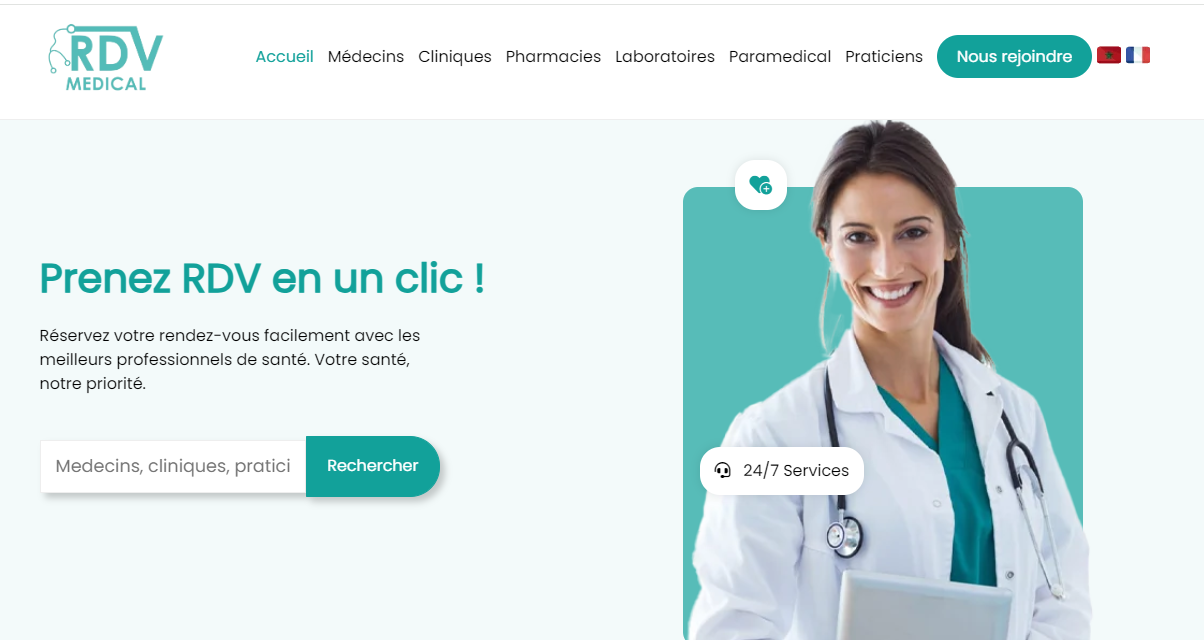 RDV
MEDICAL
Accueil Médecins Cliniques Pharmacies Laboratoires Paramedical Praticiens Nous rejoindre
Prenez RDV en un clic !
Réservez votre rendez-vous facilement avec les
meilleurs professionnels de santé. Votre santé,
notre priorité.
Medecins, cliniques, pratici Rechercher
24/7 Services